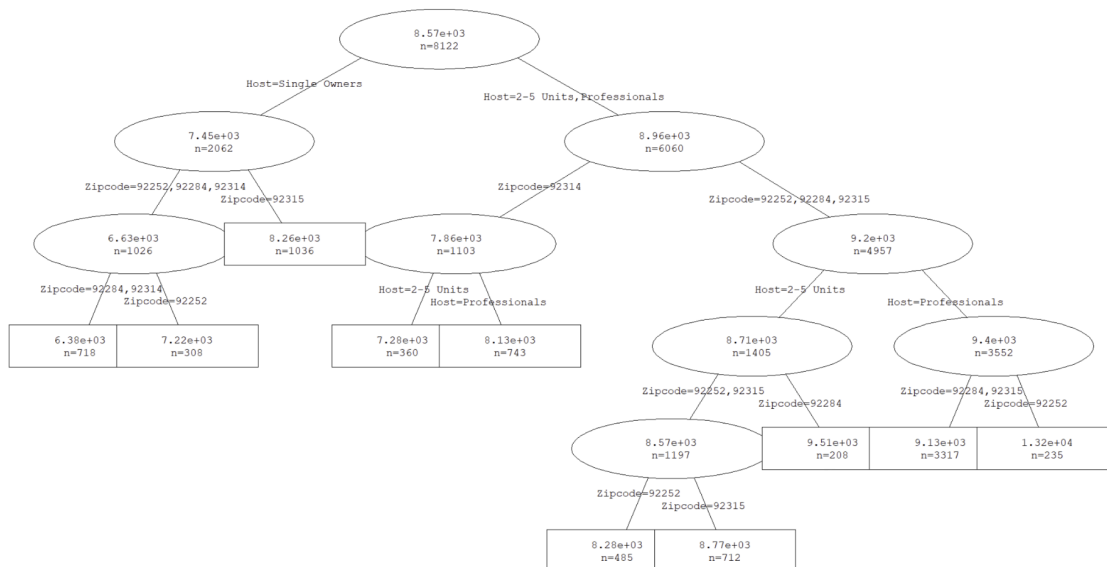 8.57e+03
n=8122
Host=Single Owners
Host=2-5 Units,Professionals
7.45e+03
n=2062
8.96e+03
n=6060
Zipcode=92252,92284,92314
Zipcode=92315
Zipcode=92314
Zipcode=92252,92284,92315
6.63e+03
n=1026
8.26e+03
n=1036
7.86e+03
n=1103
9.2e+03
n=4957
Zipcode=92284,92314
Zipcode=92252
Host=2-5 Units
Host=Professionals
Host=2-5 Units
Host=Professionals
6.38e+03
n=718
7.22e+03
n=308
7.28e+03
n=360
8.13e+03
n=743
8.71e+03
n=1405
9.4e+03
n=3552
Zipcode=92252,92315
Zipcode=92284
Zipcode=92284,92315
Zipcode=92252
8.57e+03
n=1197
9.51e+03
n=208
9.13e+03
n=3317
1.32e+04
n=235
Zipcode=92252
Zipcode=92315
8.28e+03
n=485
8.77e+03
n=712